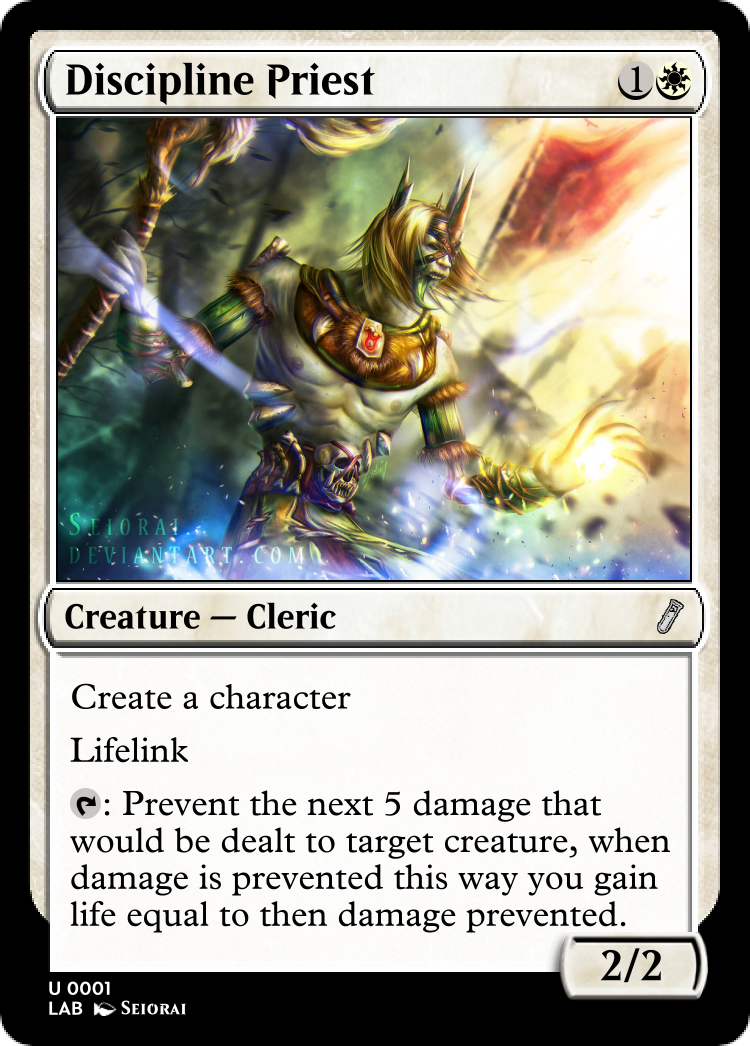 Discipline Priest 1
SEIORAI
DEVIANTART.COM
Creature — Cleric
Create a character
Lifelink
: Prevent the next 5 damage that
would be dealt to target creature, when
damage is prevented this way you gain
life equal to then damage prevented.
2/2
U 0001
LAB SEIORAI